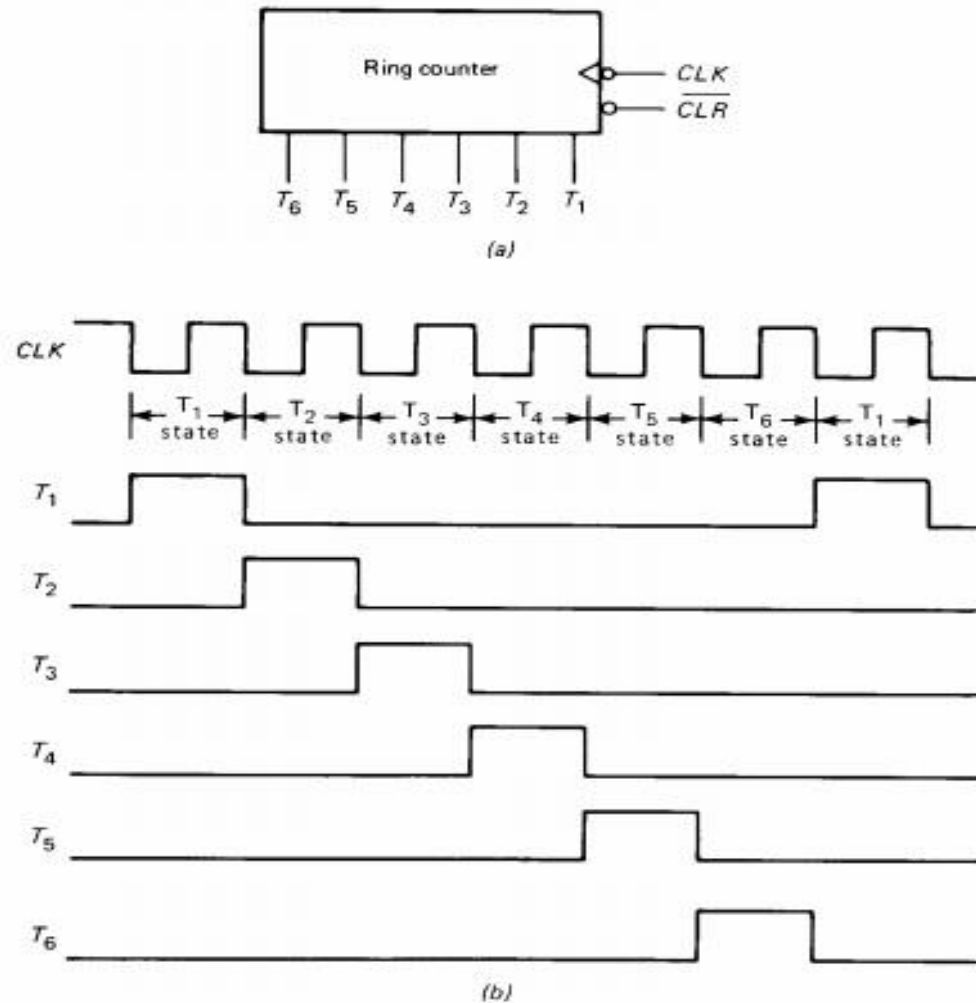 Ring counter
CLK
CLR
T6 T5 T4 T3 T2 T1
(a)
CLK
T1 state T2 state T3 state T4 state T5 state T6 state T1 state
T1
T2
T3
T4
T5
T6
(b)